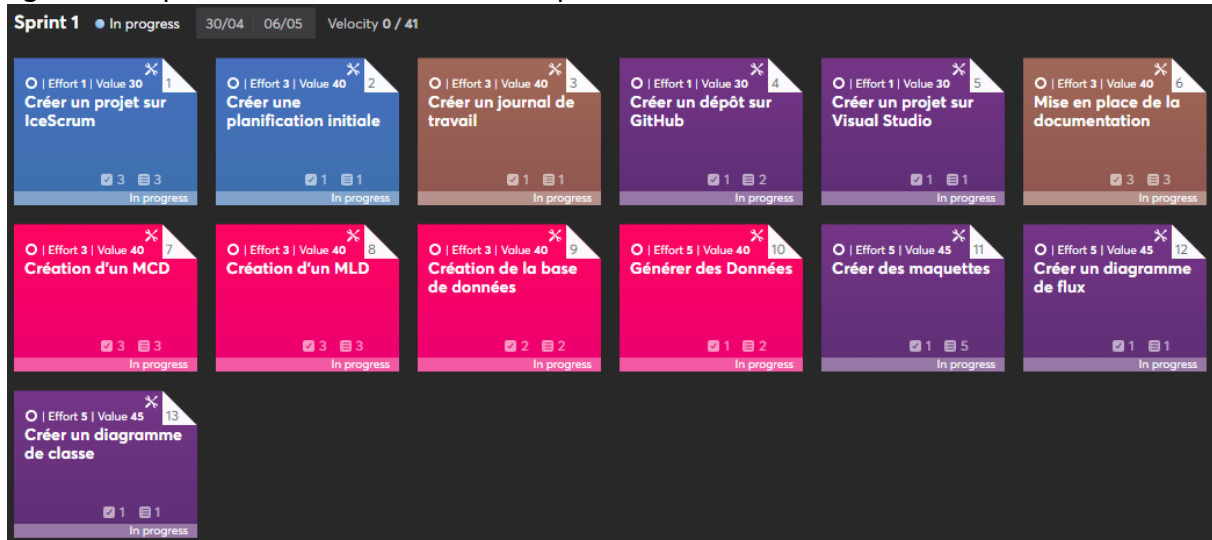 Sprint 1 In progress 30/04 06/05 Velocity 0 / 41
| Effort 1 | Value 30 1
Créer un projet sur
IceScrum
3 3
In progress
| Effort 3 | Value 40 2
Créer une
planification initiale
1 1
In progress
| Effort 3 | Value 40 3
Créer un journal de
travail
1 1
In progress
| Effort 1 | Value 30 4
Créer un dépôt sur
GitHub
1 2
In progress
| Effort 1 | Value 30 5
Créer un projet sur
Visual Studio
1 1
In progress
| Effort 3 | Value 40 6
Mise en place de la
documentation
3 3
In progress
| Effort 3 | Value 40 7
Création d'un MCD
3 3
In progress
| Effort 3 | Value 40 8
Création d'un MLD
3 3
In progress
| Effort 3 | Value 40 9
Création de la base
de données
2 2
In progress
| Effort 5 | Value 40 10
Générer des Données
1 2
In progress
| Effort 5 | Value 45 11
Créer des maquettes
1 5
In progress
| Effort 5 | Value 45 12
Créer un diagramme
de flux
1 1
In progress
| Effort 5 | Value 45 13
Créer un diagramme
de classe
1 1
In progress